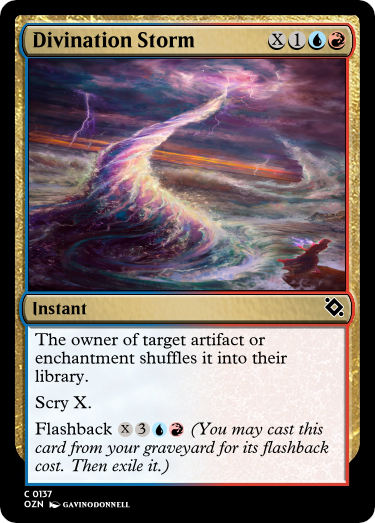 Divination Storm X 1
Instant
The owner of target artifact or
enchantment shuffles it into their
library.
Scry X.
Flashback X 3 (You may cast this
card from your graveyard for its flashback
cost. Then exile it.)
C 0137
OZN GAVINODONNELL